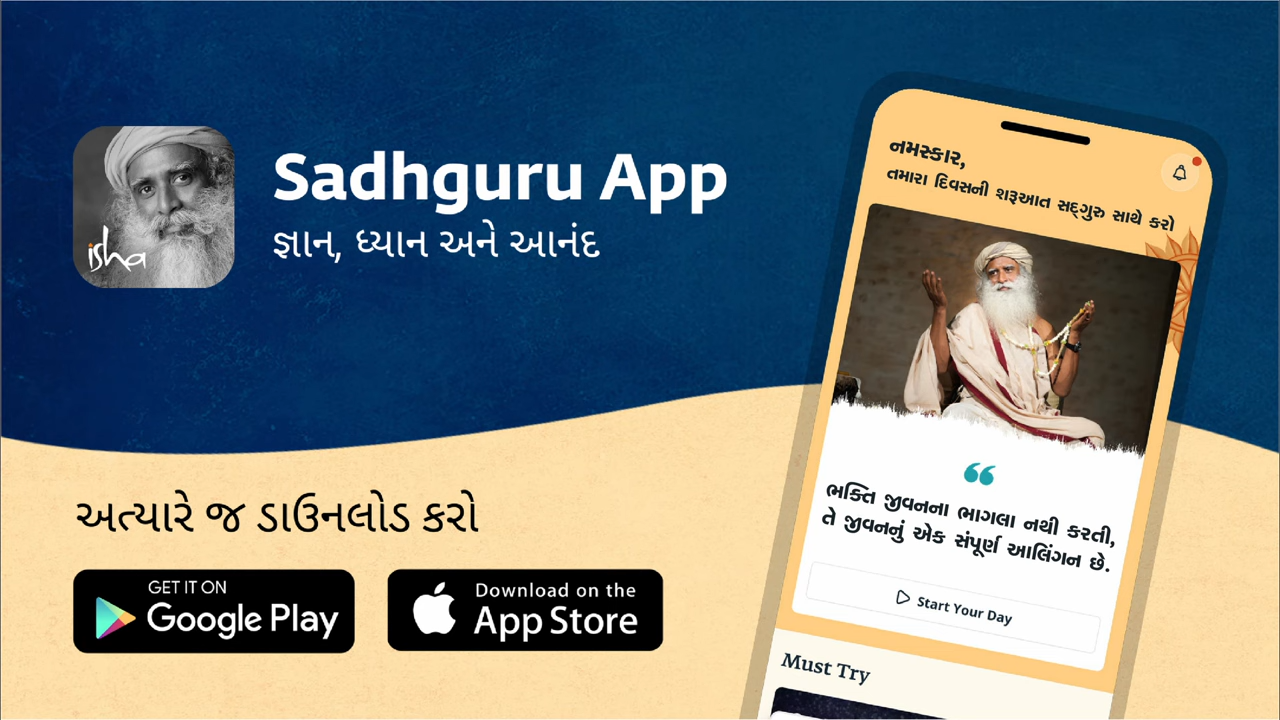 isha
Sadhguru App
જ્ઞાન, ધ્યાન અને આનંદ
અત્યારે જ ડાઉનલોડ કરો
GET IT ON
Google Play
Download on the
App Store
નમસ્કાર,
તમારા દિવસની શરૂઆત સદ્‌ગુરુ સાથે કરો
❝
ભક્તિ જીવનના ભાગલા નથી કરતી,
તે જીવનનું એક સંપૂર્ણ આલિંગન છે.
Start Your Day
Must Try